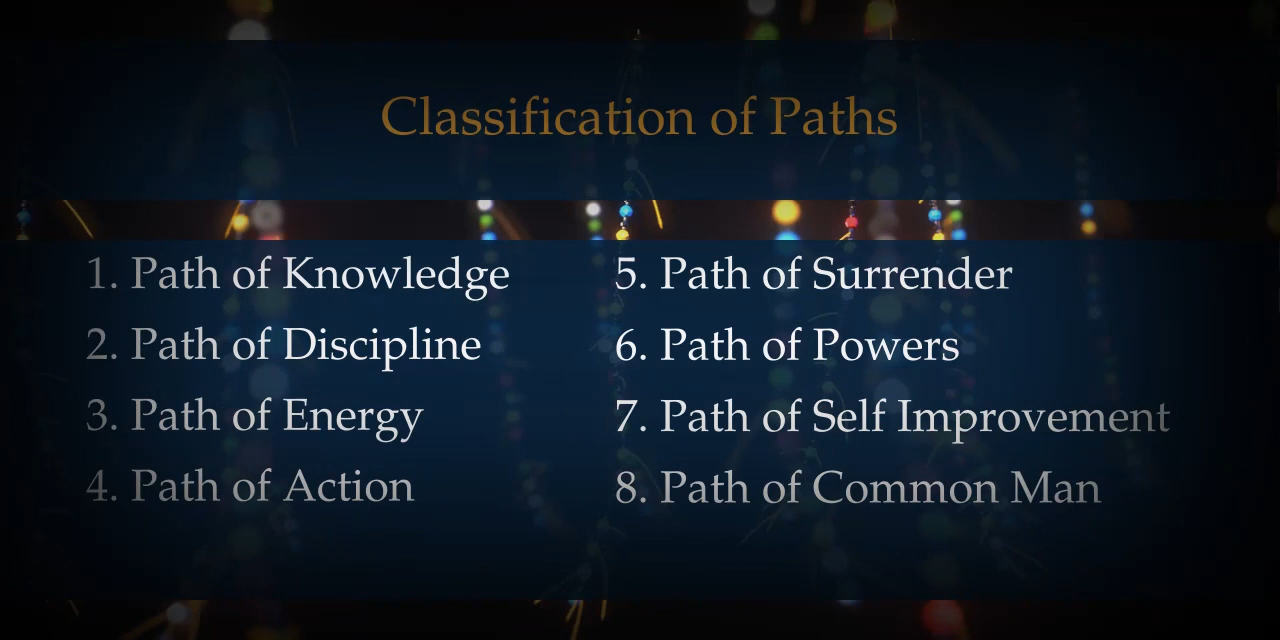 Classification of Paths
1. Path of Knowledge
2. Path of Discipline
3. Path of Energy
4. Path of Action
5. Path of Surrender
6. Path of Powers
7. Path of Self Improvement
8. Path of Common Man